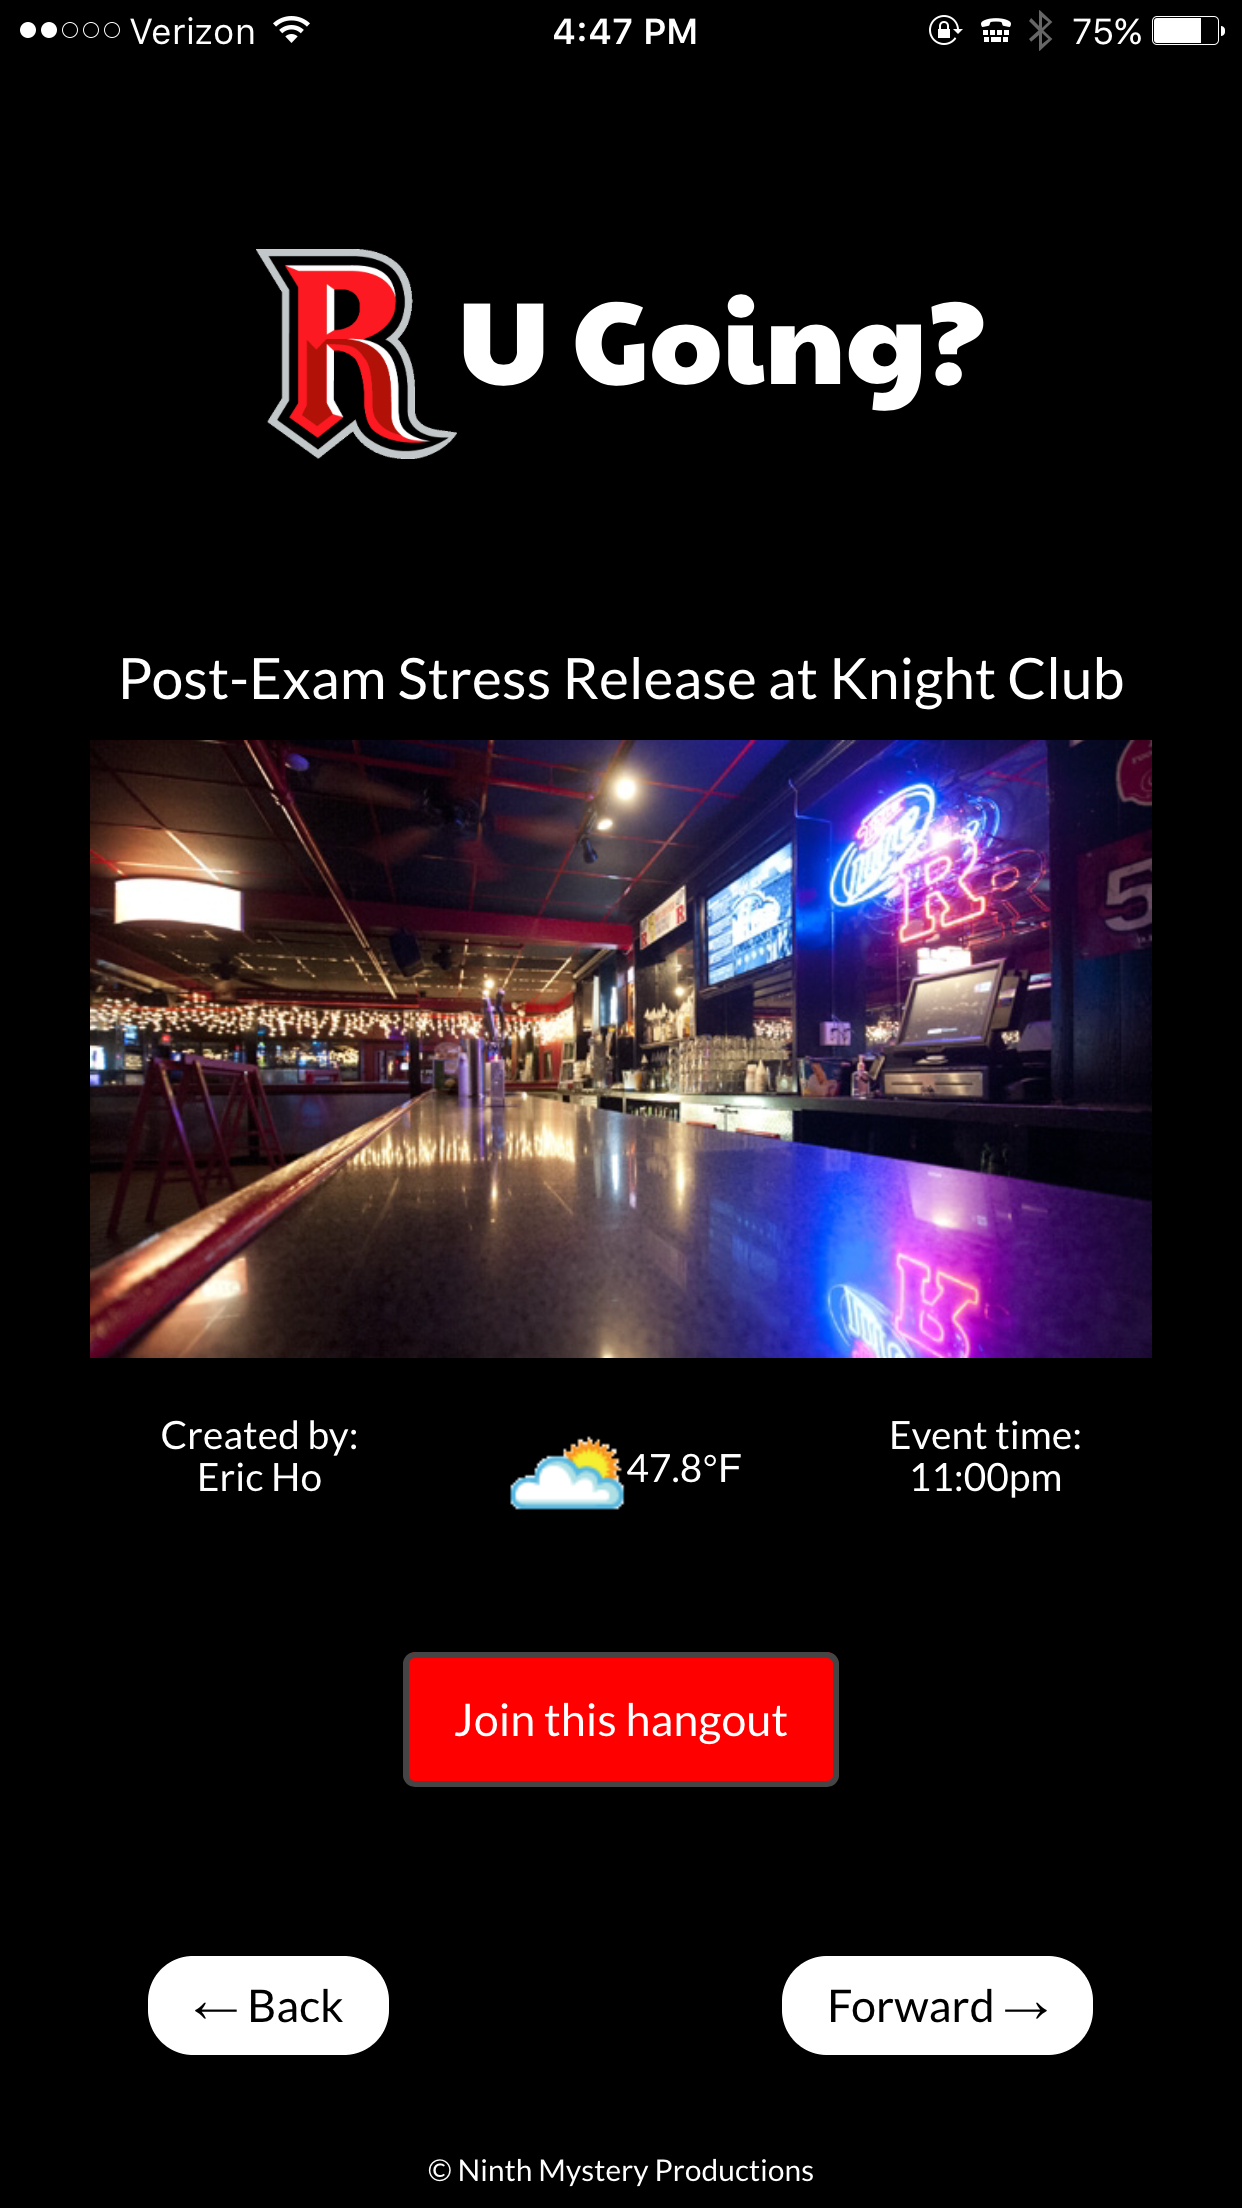 Verizon 4:47 PM 75%
R U Going?
Post-Exam Stress Release at Knight Club
R
5
Created by:
Eric Ho
47.8°F
Event time:
11:00pm
Join this hangout
← Back
Forward →
© Ninth Mystery Productions